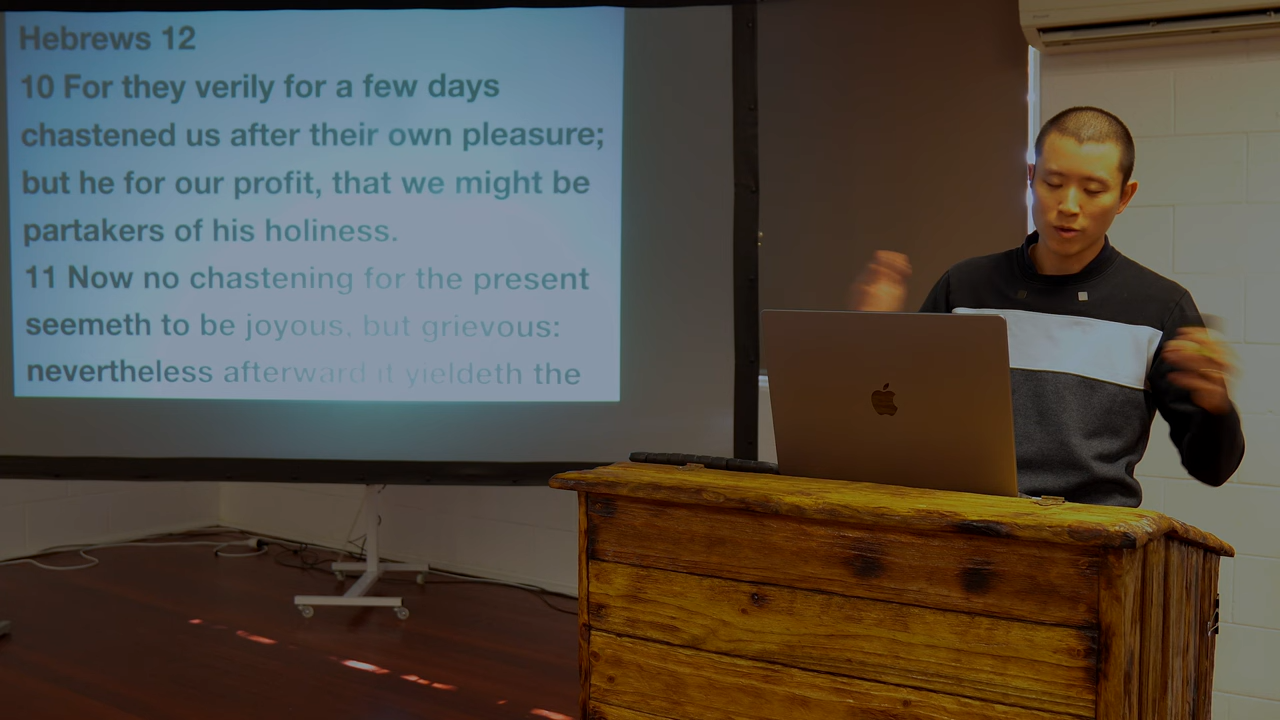 Hebrews 12
10 For they verily for a few days
chastened us after their own pleasure;
but he for our profit, that we might be
partakers of his holiness.
11 Now no chastening for the present
seemeth to be joyous, but grievous:
nevertheless afterward it yieldeth the